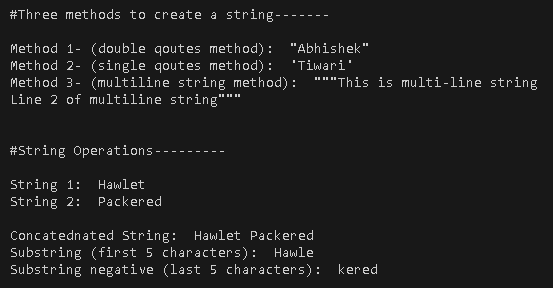 #Three methods to create a string-------
Method 1- (double qoutes method):  "Abhishek"
Method 2- (single qoutes method):  'Tiwari'
Method 3- (multiline string method):  """This is multi-line string
Line 2 of multiline string"""
#String Operations---------
String 1:  Hawlet
String 2:  Packered
Concatednated String:  Hawlet Packered
Substring (first 5 characters):  Hawle
Substring negative (last 5 characters):  kered